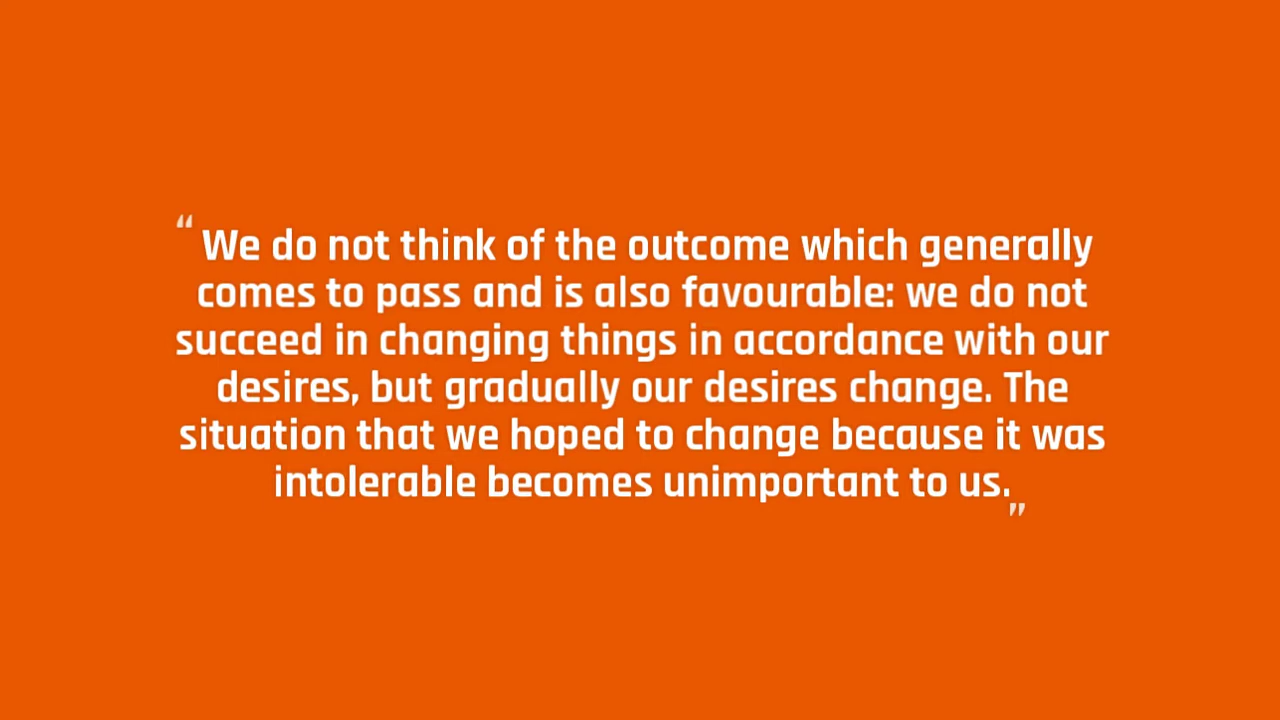 “ We do not think of the outcome which generally
comes to pass and is also favourable: we do not
succeed in changing things in accordance with our
desires, but gradually our desires change. The
situation that we hoped to change because it was
intolerable becomes unimportant to us. ”